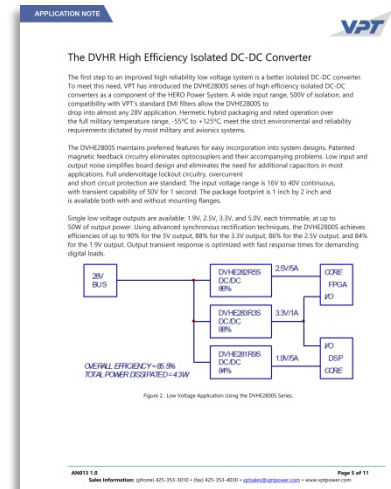 APPLICATION NOTE
VPT
The DVHR High Efficiency Isolated DC-DC Converter
The first step to an improved high reliability low voltage system is a better isolated DC-DC converter.
To meet this need, VPT has introduced the DVHE2800S series of high efficiency isolated DC-DC
converters as a component of the HERO Power System. A wide input range, 500V of isolation, and
compatibility with VPT's standard EMI filters allow the DVHE2800S to
drop into almost any 28V application. Hermetic hybrid packaging and rated operation over
the full military temperature range, -55ºC to +125ºC, meet the strict environmental and reliability
requirements dictated by most military and avionics systems.
The DVHE2800S maintains preferred features for easy incorporation into system designs. Patented
magnetic feedback circuitry eliminates optocouplers and their accompanying problems. Low input and
output noise simplifies board design and eliminates the need for additional capacitors in most
applications. Full undervoltage lockout circuitry, overcurrent
and short circuit protection are standard. The input voltage range is 16V to 40V continuous,
with transient capability of 50V for 1 second. The package footprint is 1 inch by 2 inch and
is available both with and without mounting flanges.
Single low voltage outputs are available: 1.9V, 2.5V, 3.3V, and 5.0V, each trimmable, at up to
50W of output power. Using advanced synchronous rectification techniques, the DVHE2800S achieves
efficiencies of up to 90% for the 5V output, 88% for the 3.3V output, 86% for the 2.5V output, and 84%
for the 1.9V output. Output transient response is optimized with fast response times for demanding
digital loads.
28V
BUS
DVHE282R5S
DC/DC
86%
2.5V/5A
CORE
FPGA
I/O
DVHE283R3S
DC/DC
88%
3.3V/1A
DVHE281R9S
DC/DC
84%
1.9V/5A
I/O
DSP
CORE
OVERALL EFFICIENCY = 85.5%
TOTAL POWER DISSIPATED = 4.3W
Figure 2. Low Voltage Application Using the DVHE2800S Series.
AN013 1.0 Page 5 of 11
Sales Information: (phone) 425-353-3010 • (fax) 425-353-4030 • vptsales@vptpower.com • www.vptpower.com